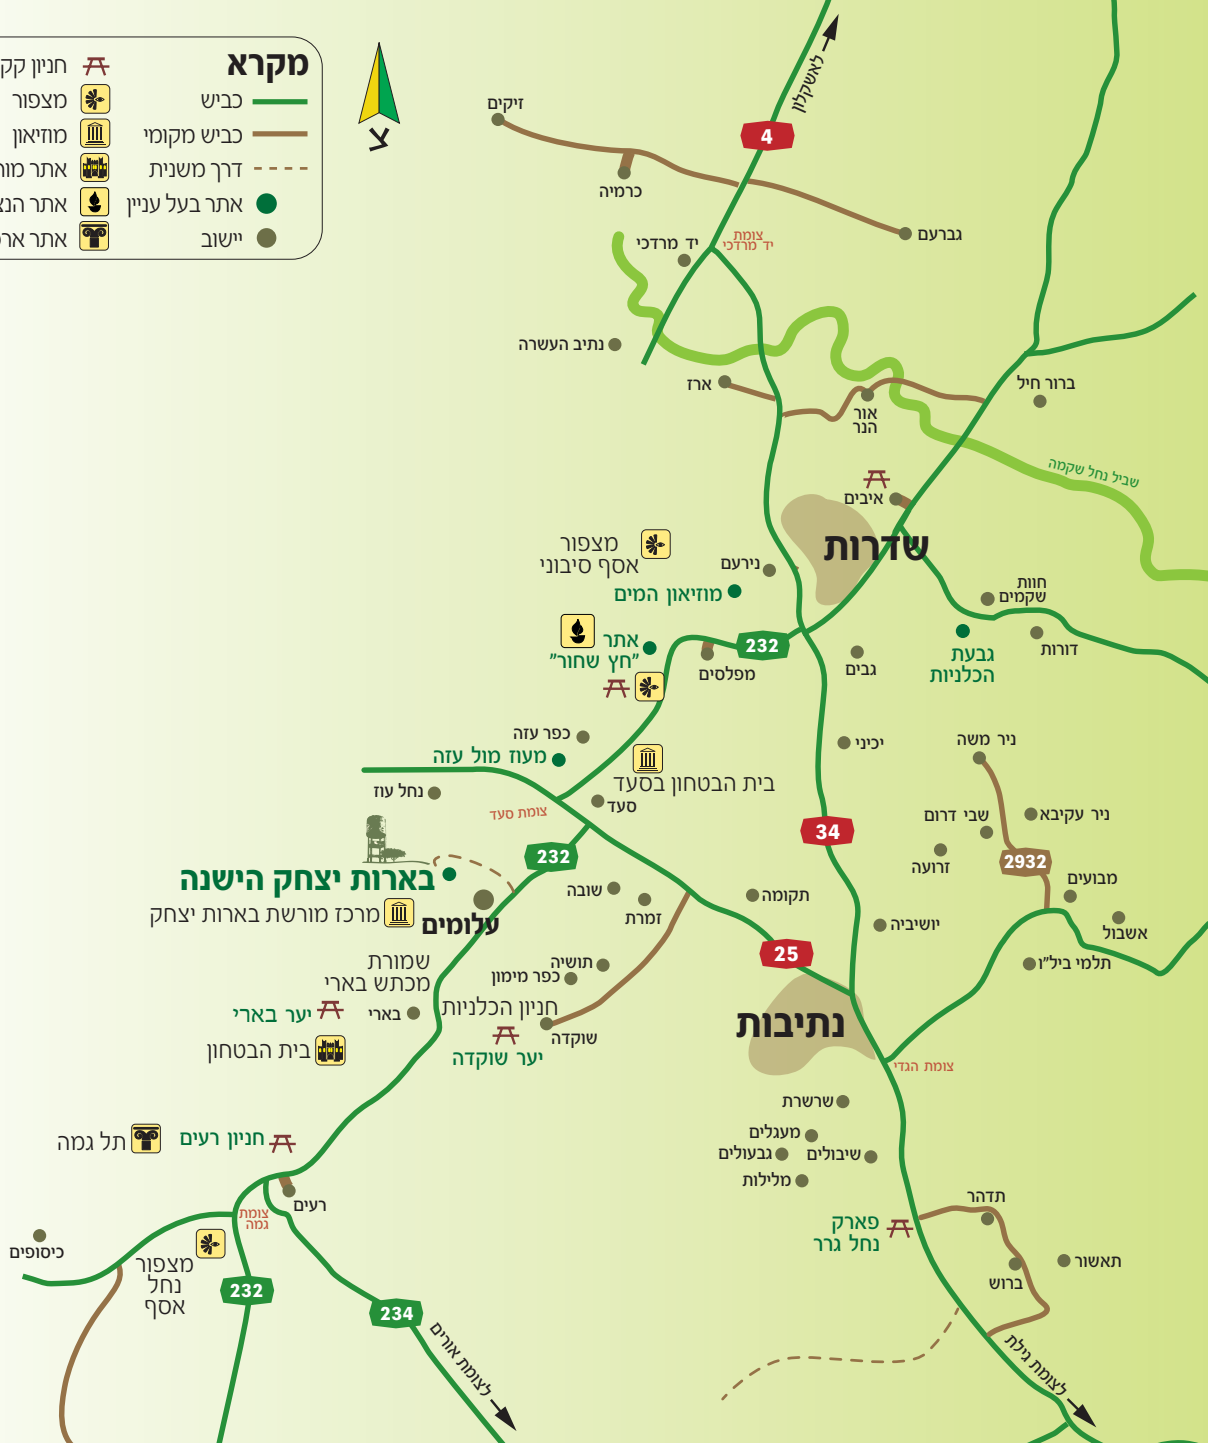 מקרא
כביש
כביש מקומי
דרך משנית
אתר בעל עניין
יישוב
חניון קק
מצפור
מוזיאון
אתר מור
אתר הנצ
אתר ארכ
צ
לאשקלון
זיקים
4
כרמיה
גברעם
יד מרדכי
צומת
יד מרדכי
נתיב העשרה
ארז
אור
הנר
ברור חיל
שביל נחל שקמה
איבים
שדרות
מצפור
אסף סיבוני
נירעם
מוזיאון המים
חוות
שקמים
אתר
"חץ שחור"
232
מפלסים
גבים
גבעת
הכלניות
דורות
כפר עזה
מעוז מול עזה
יכיני
ניר משה
בית הבטחון בסעד
נחל עוז
סעד
צומת סעד
שבי דרום
ניר עקיבא
34
232
זרועה
2932
מבועים
בארות יצחק הישנה
שובה
זמרת
תקומה
מרכז מורשת בארות יצחק
עלומים
יושיביה
אשבול
25
שמורת
מכתש בארי
תושיה
כפר מימון
תלמי ביל"ו
חניון הכלניות
יער בארי
בארי
שוקדה
נתיבות
בית הבטחון
יער שוקדה
צומת הגדי
שרשרת
תל גמה
חניון רעים
מעגלים
גבעולים
שיבולים
מלילות
רעים
תדהר
צומת
גמה
פארק
נחל גרר
כיסופים
מצפור
נחל
אסף
תאשור
ברוש
232
234
לצומת אורים
לצומת גילת